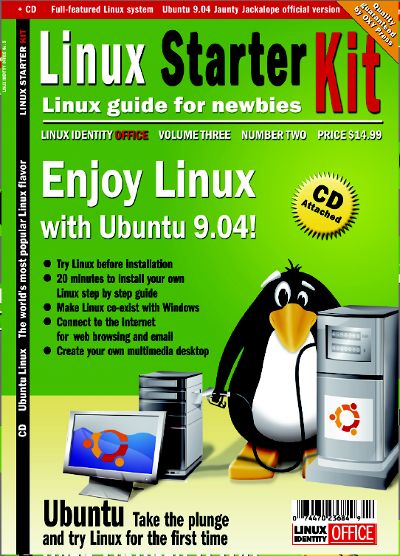 + CD Full-featured Linux system Ubuntu 9.04 Jaunty Jackalope official version
Quality
Guaranteed
by OXY Press
Linux Starter Kit
Linux guide for newbies
LINUX IDENTITY OFFICE VOLUME THREE NUMBER TWO PRICE $14.99
Enjoy Linux
with Ubuntu 9.04!
CD
Attached
Try Linux before installation
20 minutes to install your own
Linux step by step guide
Make Linux co-exist with Windows
Connect to the Internet
for web browsing and email
Create your own multimedia desktop
Ubuntu Take the plunge
and try Linux for the first time
LINUX
IDENTITY OFFICE
LINUX STARTER KIT
CD Ubuntu Linux The world's most popular Linux flavor